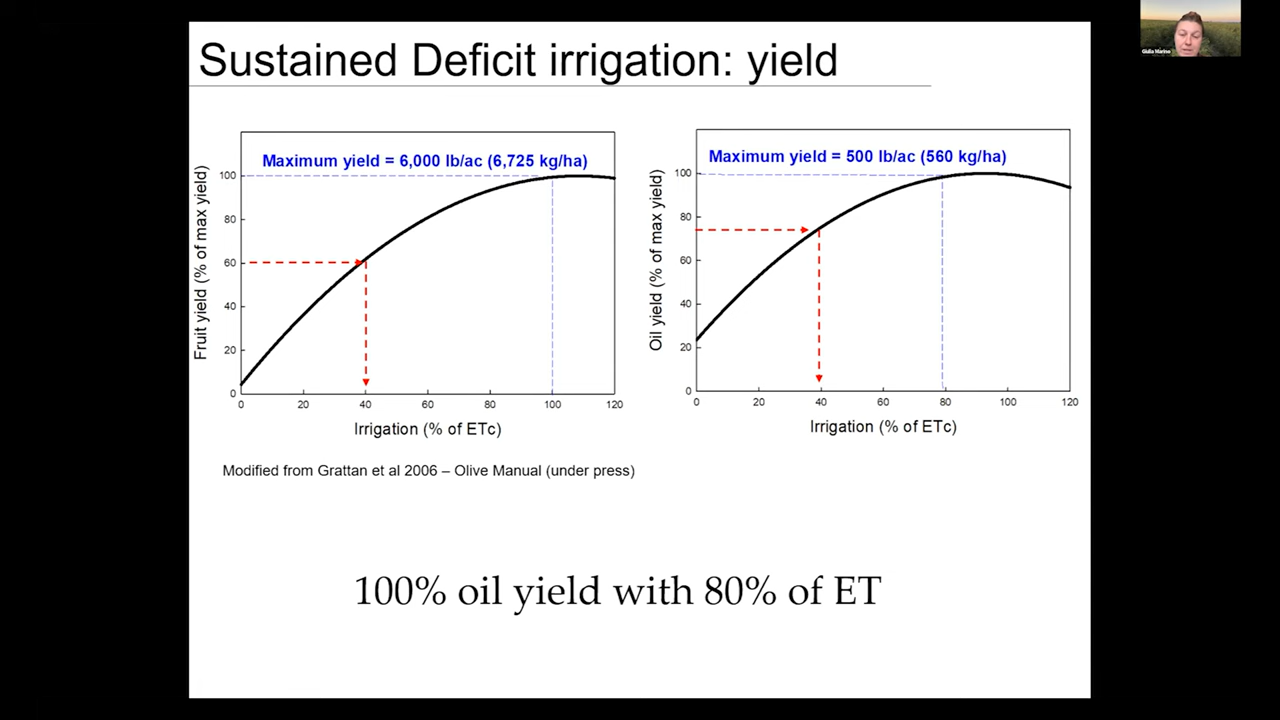 Sustained Deficit irrigation: yield
Giulia Marino
Maximum yield = 6,000 lb/ac (6,725 kg/ha)
Fruit yield (% of max yield)
100
80
60
40
20
0
0 20 40 60 80 100 120
Irrigation (% of ETc)
Maximum yield = 500 lb/ac (560 kg/ha)
Oil yield (% of max yield)
100
80
60
40
20
0
0 20 40 60 80 100 120
Irrigation (% of ETc)
Modified from Grattan et al 2006 – Olive Manual (under press)
100% oil yield with 80% of ET